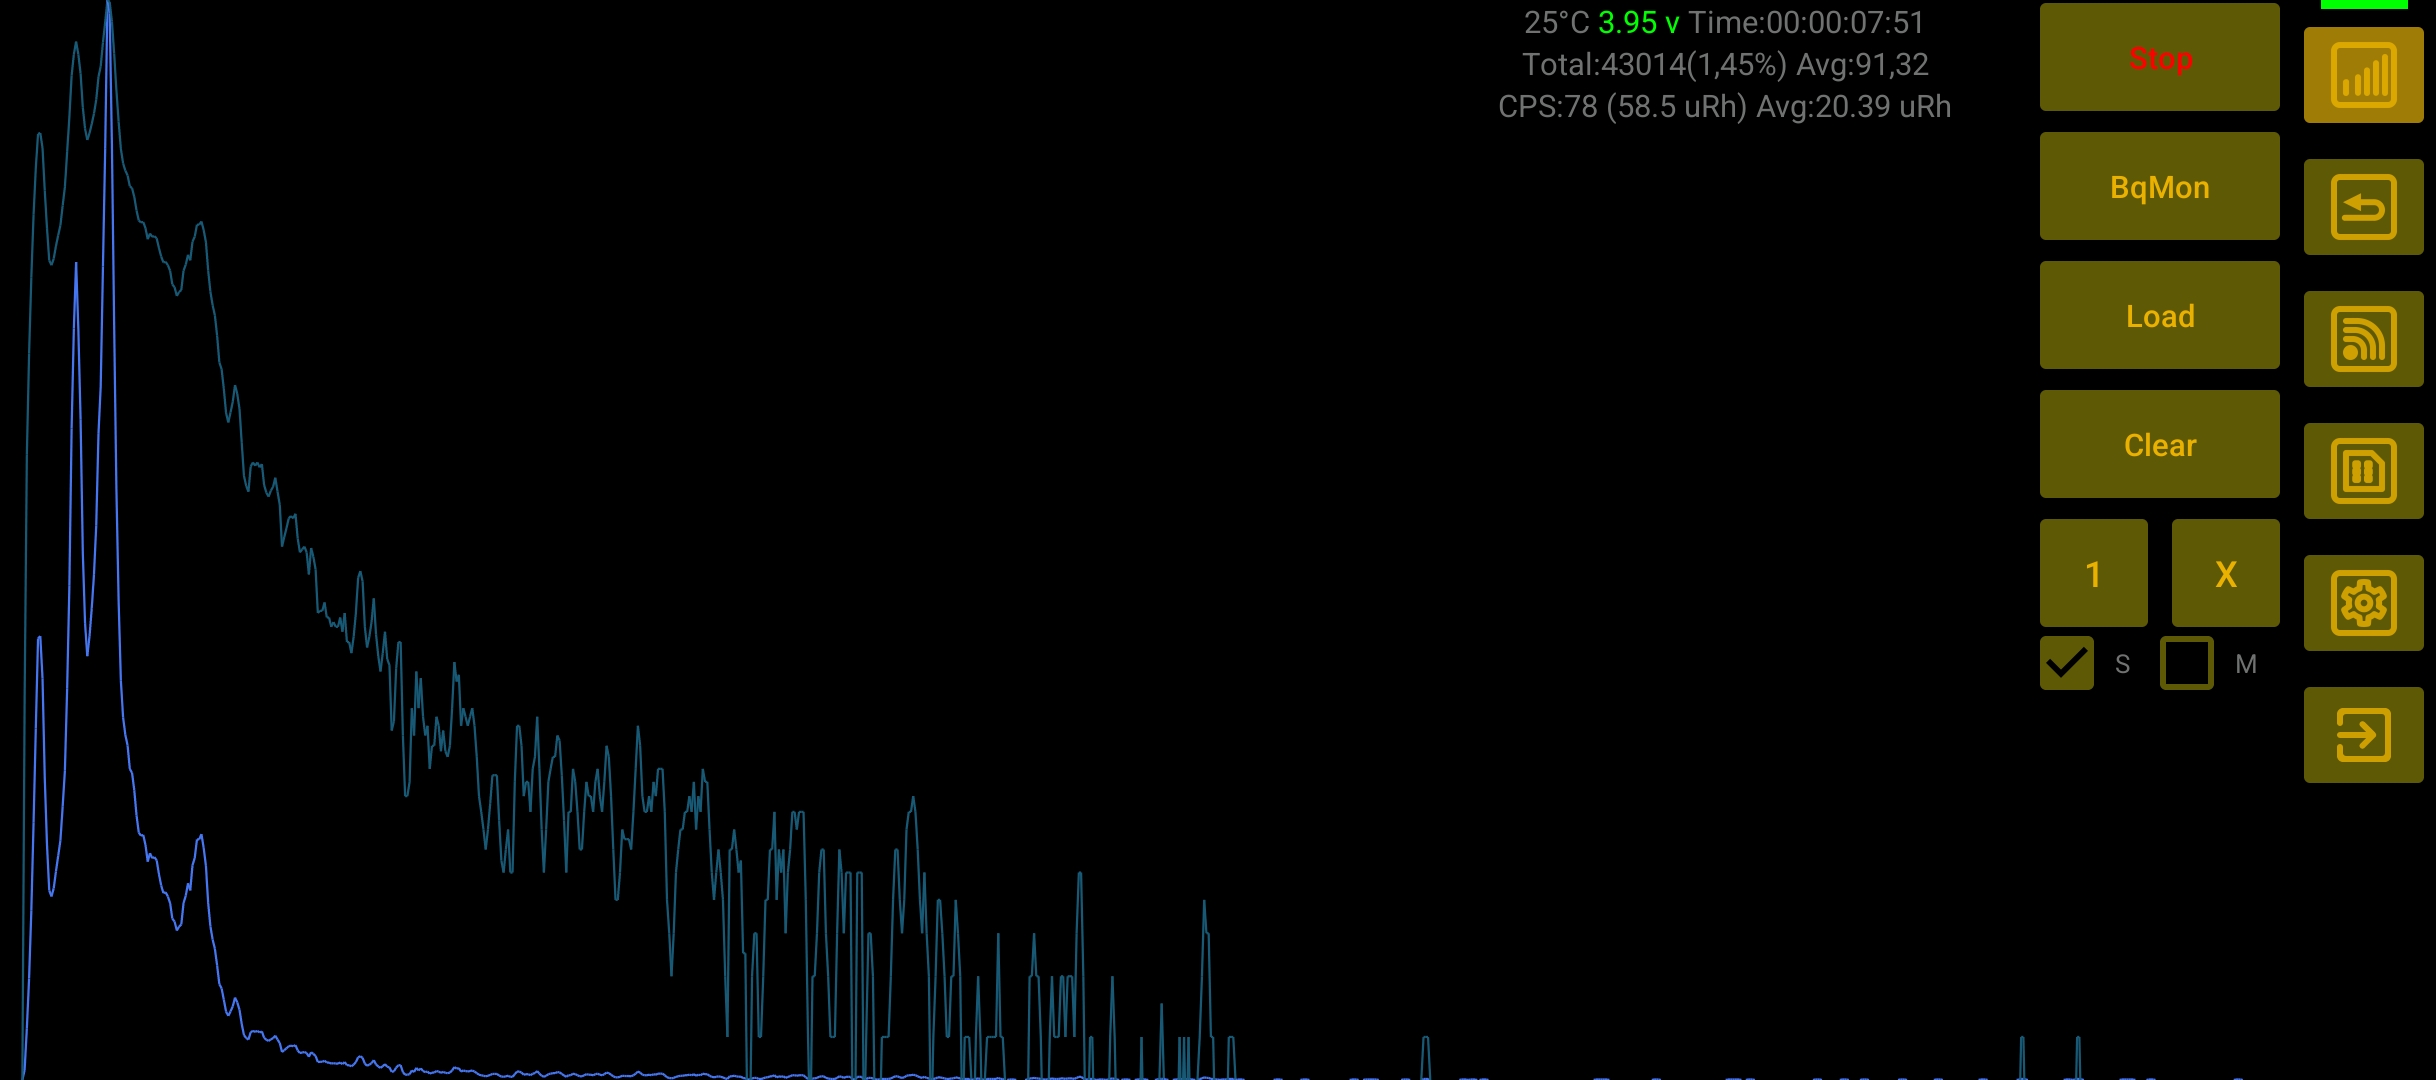 25°C 3.95 v Time:00:00:07:51
Total:43014(1,45%) Avg:91,32
CPS:78 (58.5 uRh) Avg:20.39 uRh
Stop
BqMon
Load
Clear
1 X
S M